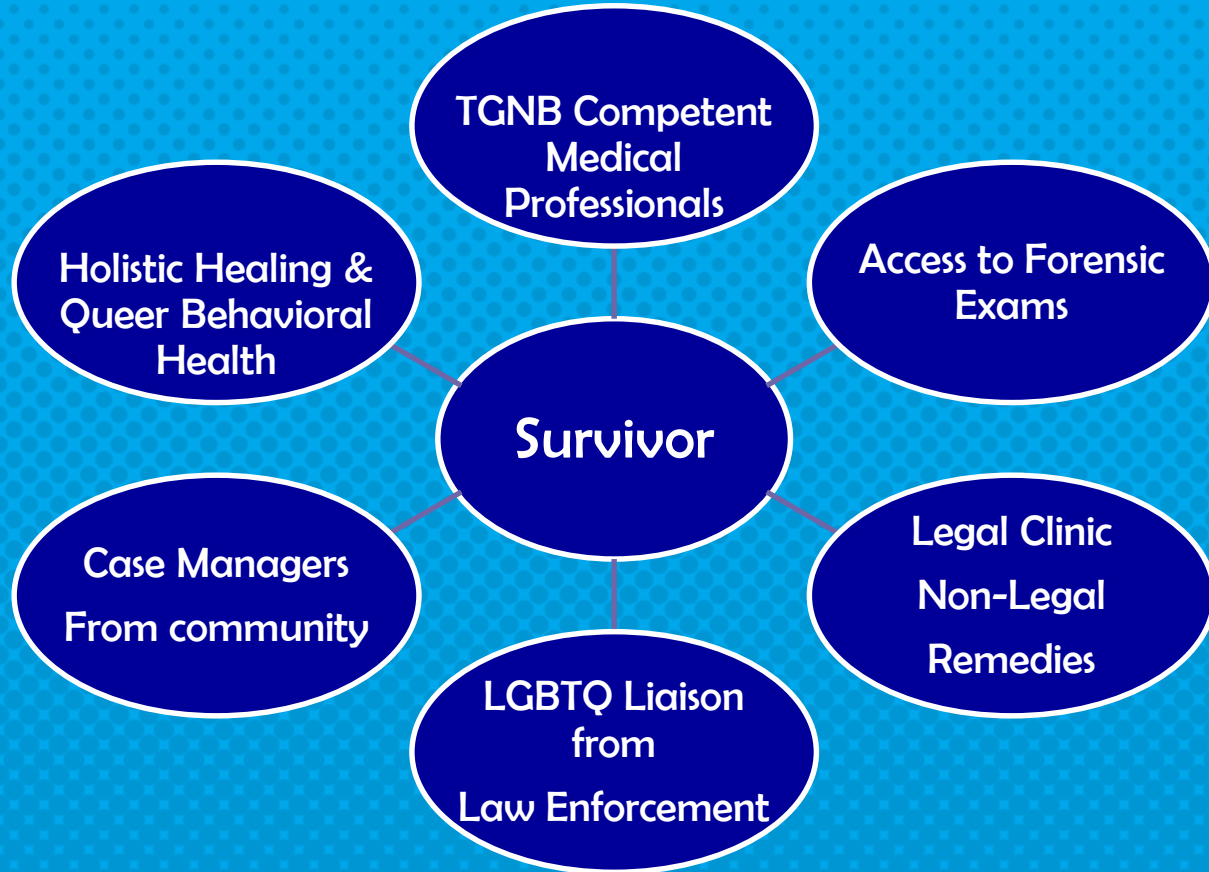 TGNB Competent
Medical
Professionals
Holistic Healing &
Queer Behavioral
Health
Access to Forensic
Exams
Survivor
Case Managers
From community
Legal Clinic
Non-Legal
Remedies
LGBTQ Liaison
from
Law Enforcement